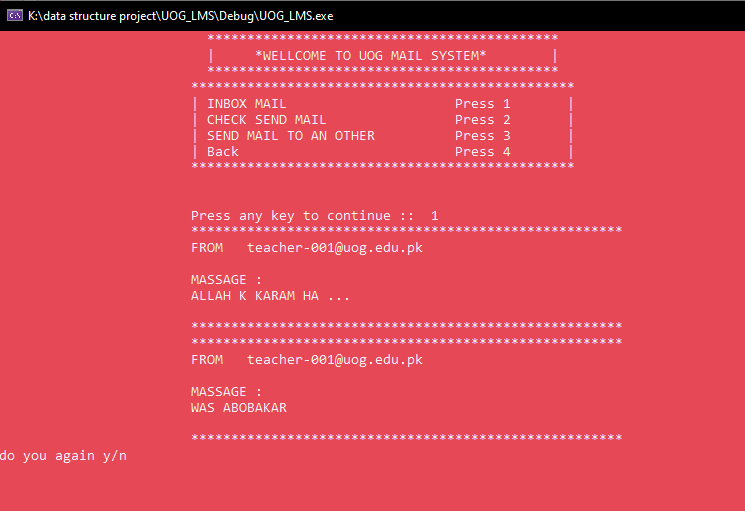 K:\data structure project\UOG_LMS\Debug\UOG_LMS.exe
********************************************
| *WELLCOME TO UOG MAIL SYSTEM* |
********************************************
************************************************
| INBOX MAIL Press 1 |
| CHECK SEND MAIL Press 2 |
| SEND MAIL TO AN OTHER Press 3 |
| Back Press 4 |
************************************************
Press any key to continue :: 1
******************************************************
FROM teacher-001@uog.edu.pk
MASSAGE :
ALLAH K KARAM HA ...
******************************************************
******************************************************
FROM teacher-001@uog.edu.pk
MASSAGE :
WAS ABOBAKAR
******************************************************
do you again y/n